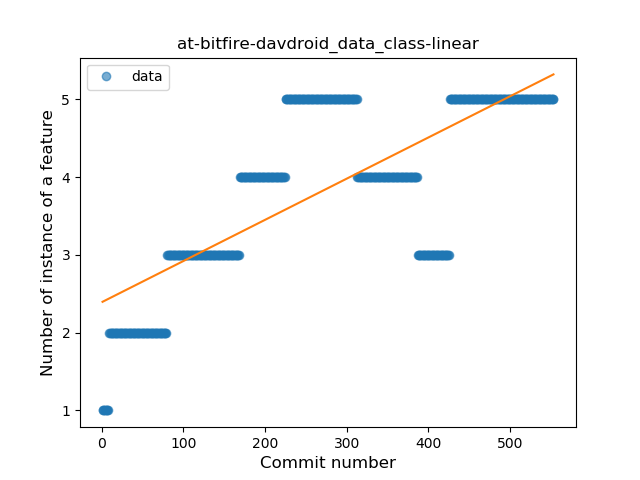 at-bitfire-davdroid_data_class-linear
data
Number of instance of a feature
5
4
3
2
1
0 100 200 300 400 500
Commit number